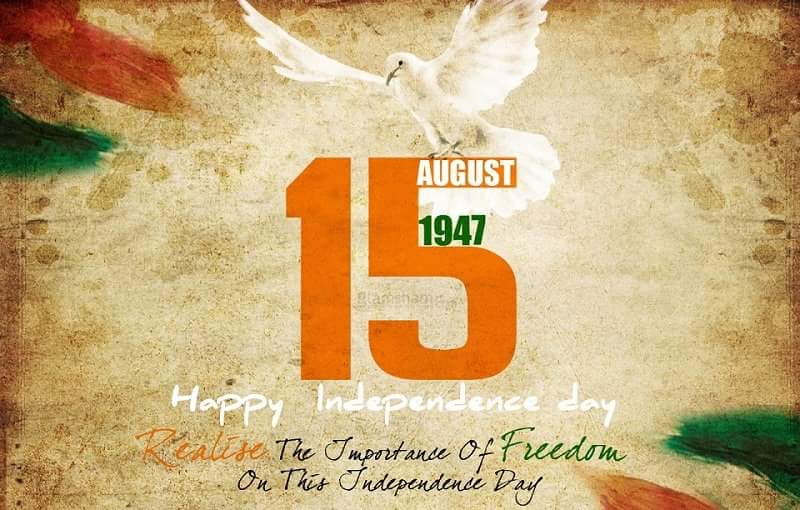 15
AUGUST
1947
Happy Independence day
Realise The Importance Of Freedom
On This Independence Day